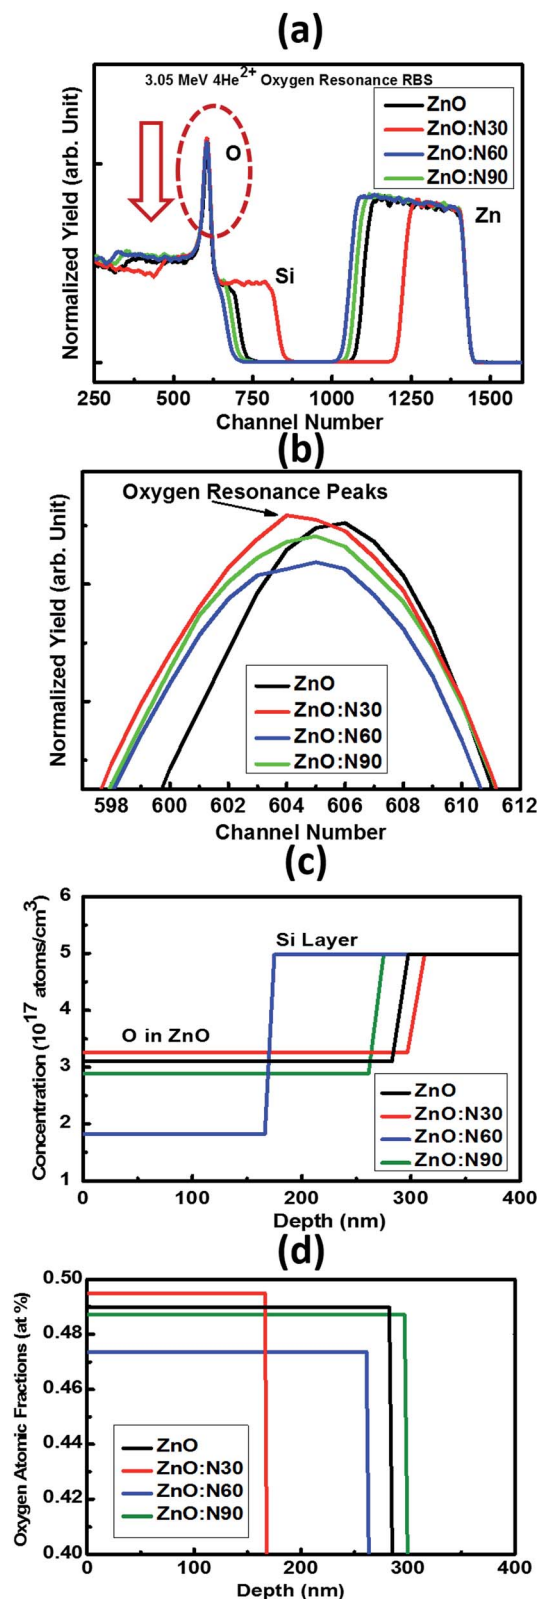 (a)
3.05 MeV 4He2+ Oxygen Resonance RBS
ZnO
ZnO:N30
ZnO:N60
ZnO:N90
O
Si
Zn
Normalized Yield (arb. Unit)
250 500 750 1000 1250 1500
Channel Number
(b)
Oxygen Resonance Peaks
ZnO
ZnO:N30
ZnO:N60
ZnO:N90
Normalized Yield (arb. Unit)
598 600 602 604 606 608 610 612
Channel Number
(c)
6
5
4
3
2
1
Si Layer
O in ZnO
ZnO
ZnO:N30
ZnO:N60
ZnO:N90
Concentration (1017 atoms/cm3)
0 100 200 300 400
Depth (nm)
(d)
0.50
0.48
0.46
0.44
0.42
0.40
ZnO
ZnO:N30
ZnO:N60
ZnO:N90
Oxygen Atomic Fractions (at %)
0 100 200 300 400
Depth (nm)